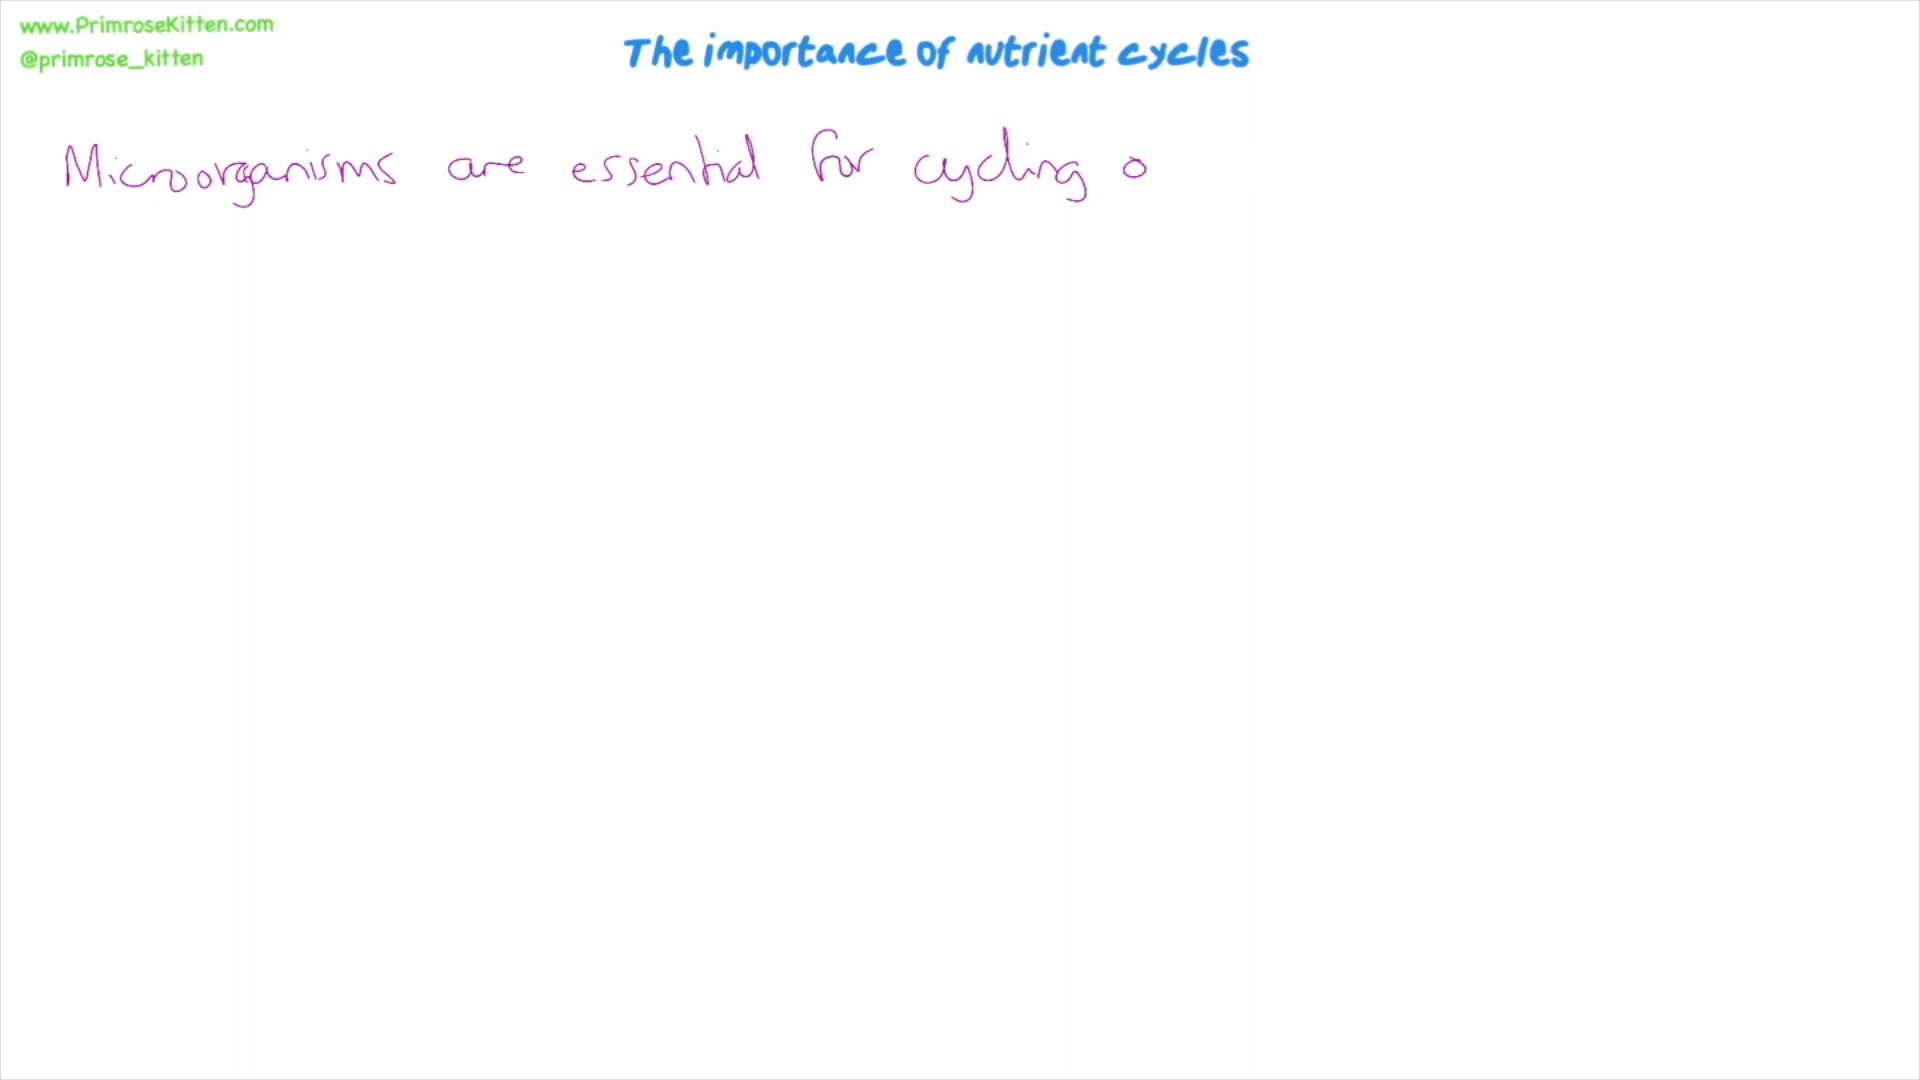 www.PrimroseKitten.com
@primrose_kitten
The importance of nutrient cycles
Microorganisms are essential for cycling o